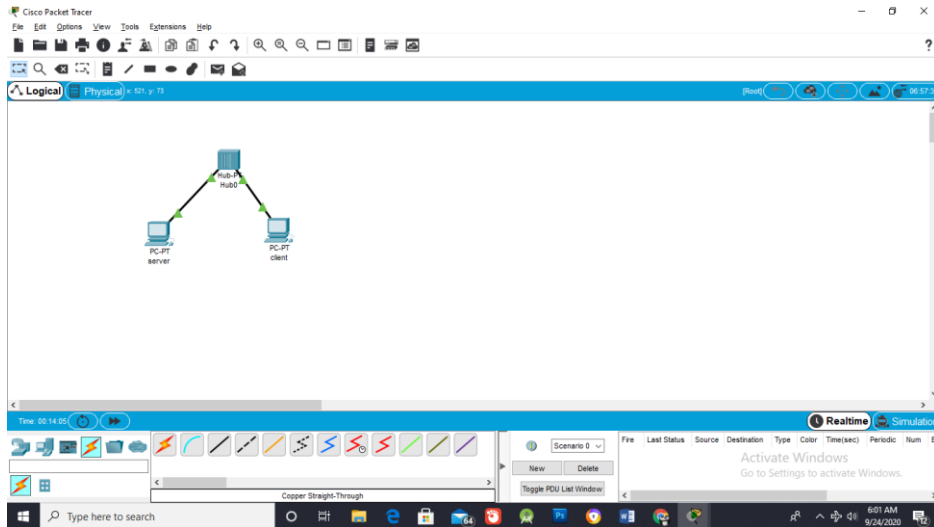 Cisco Packet Tracer
File Edit Options View Tools Extensions Help
?
Logical Physical x: 521, y: 73 [Root] 06:57:3
Hub-PT
Hub0
PC-PT
server
PC-PT
client
Time: 00:14:05 Realtime Simulation
Scenario 0
New Delete
Toggle PDU List Window
Fire Last Status Source Destination Type Color Time(sec) Periodic Num E
Activate Windows
Go to Settings to activate Windows.
Copper Straight-Through
Type here to search
64
Ps
6:01 AM
9/24/2020
12